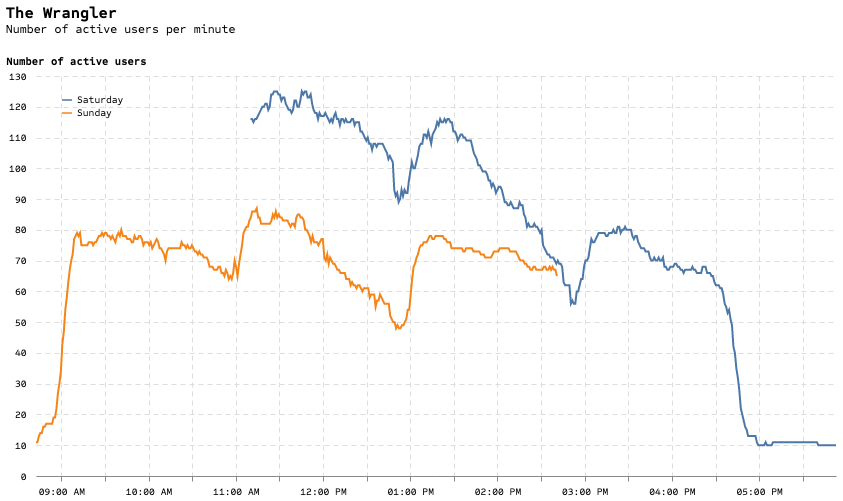 The Wrangler
Number of active users per minute
Number of active users
130
120
110
100
90
80
70
60
50
40
30
20
10
0
Saturday
Sunday
09:00 AM
10:00 AM
11:00 AM
12:00 PM
01:00 PM
02:00 PM
03:00 PM
04:00 PM
05:00 PM